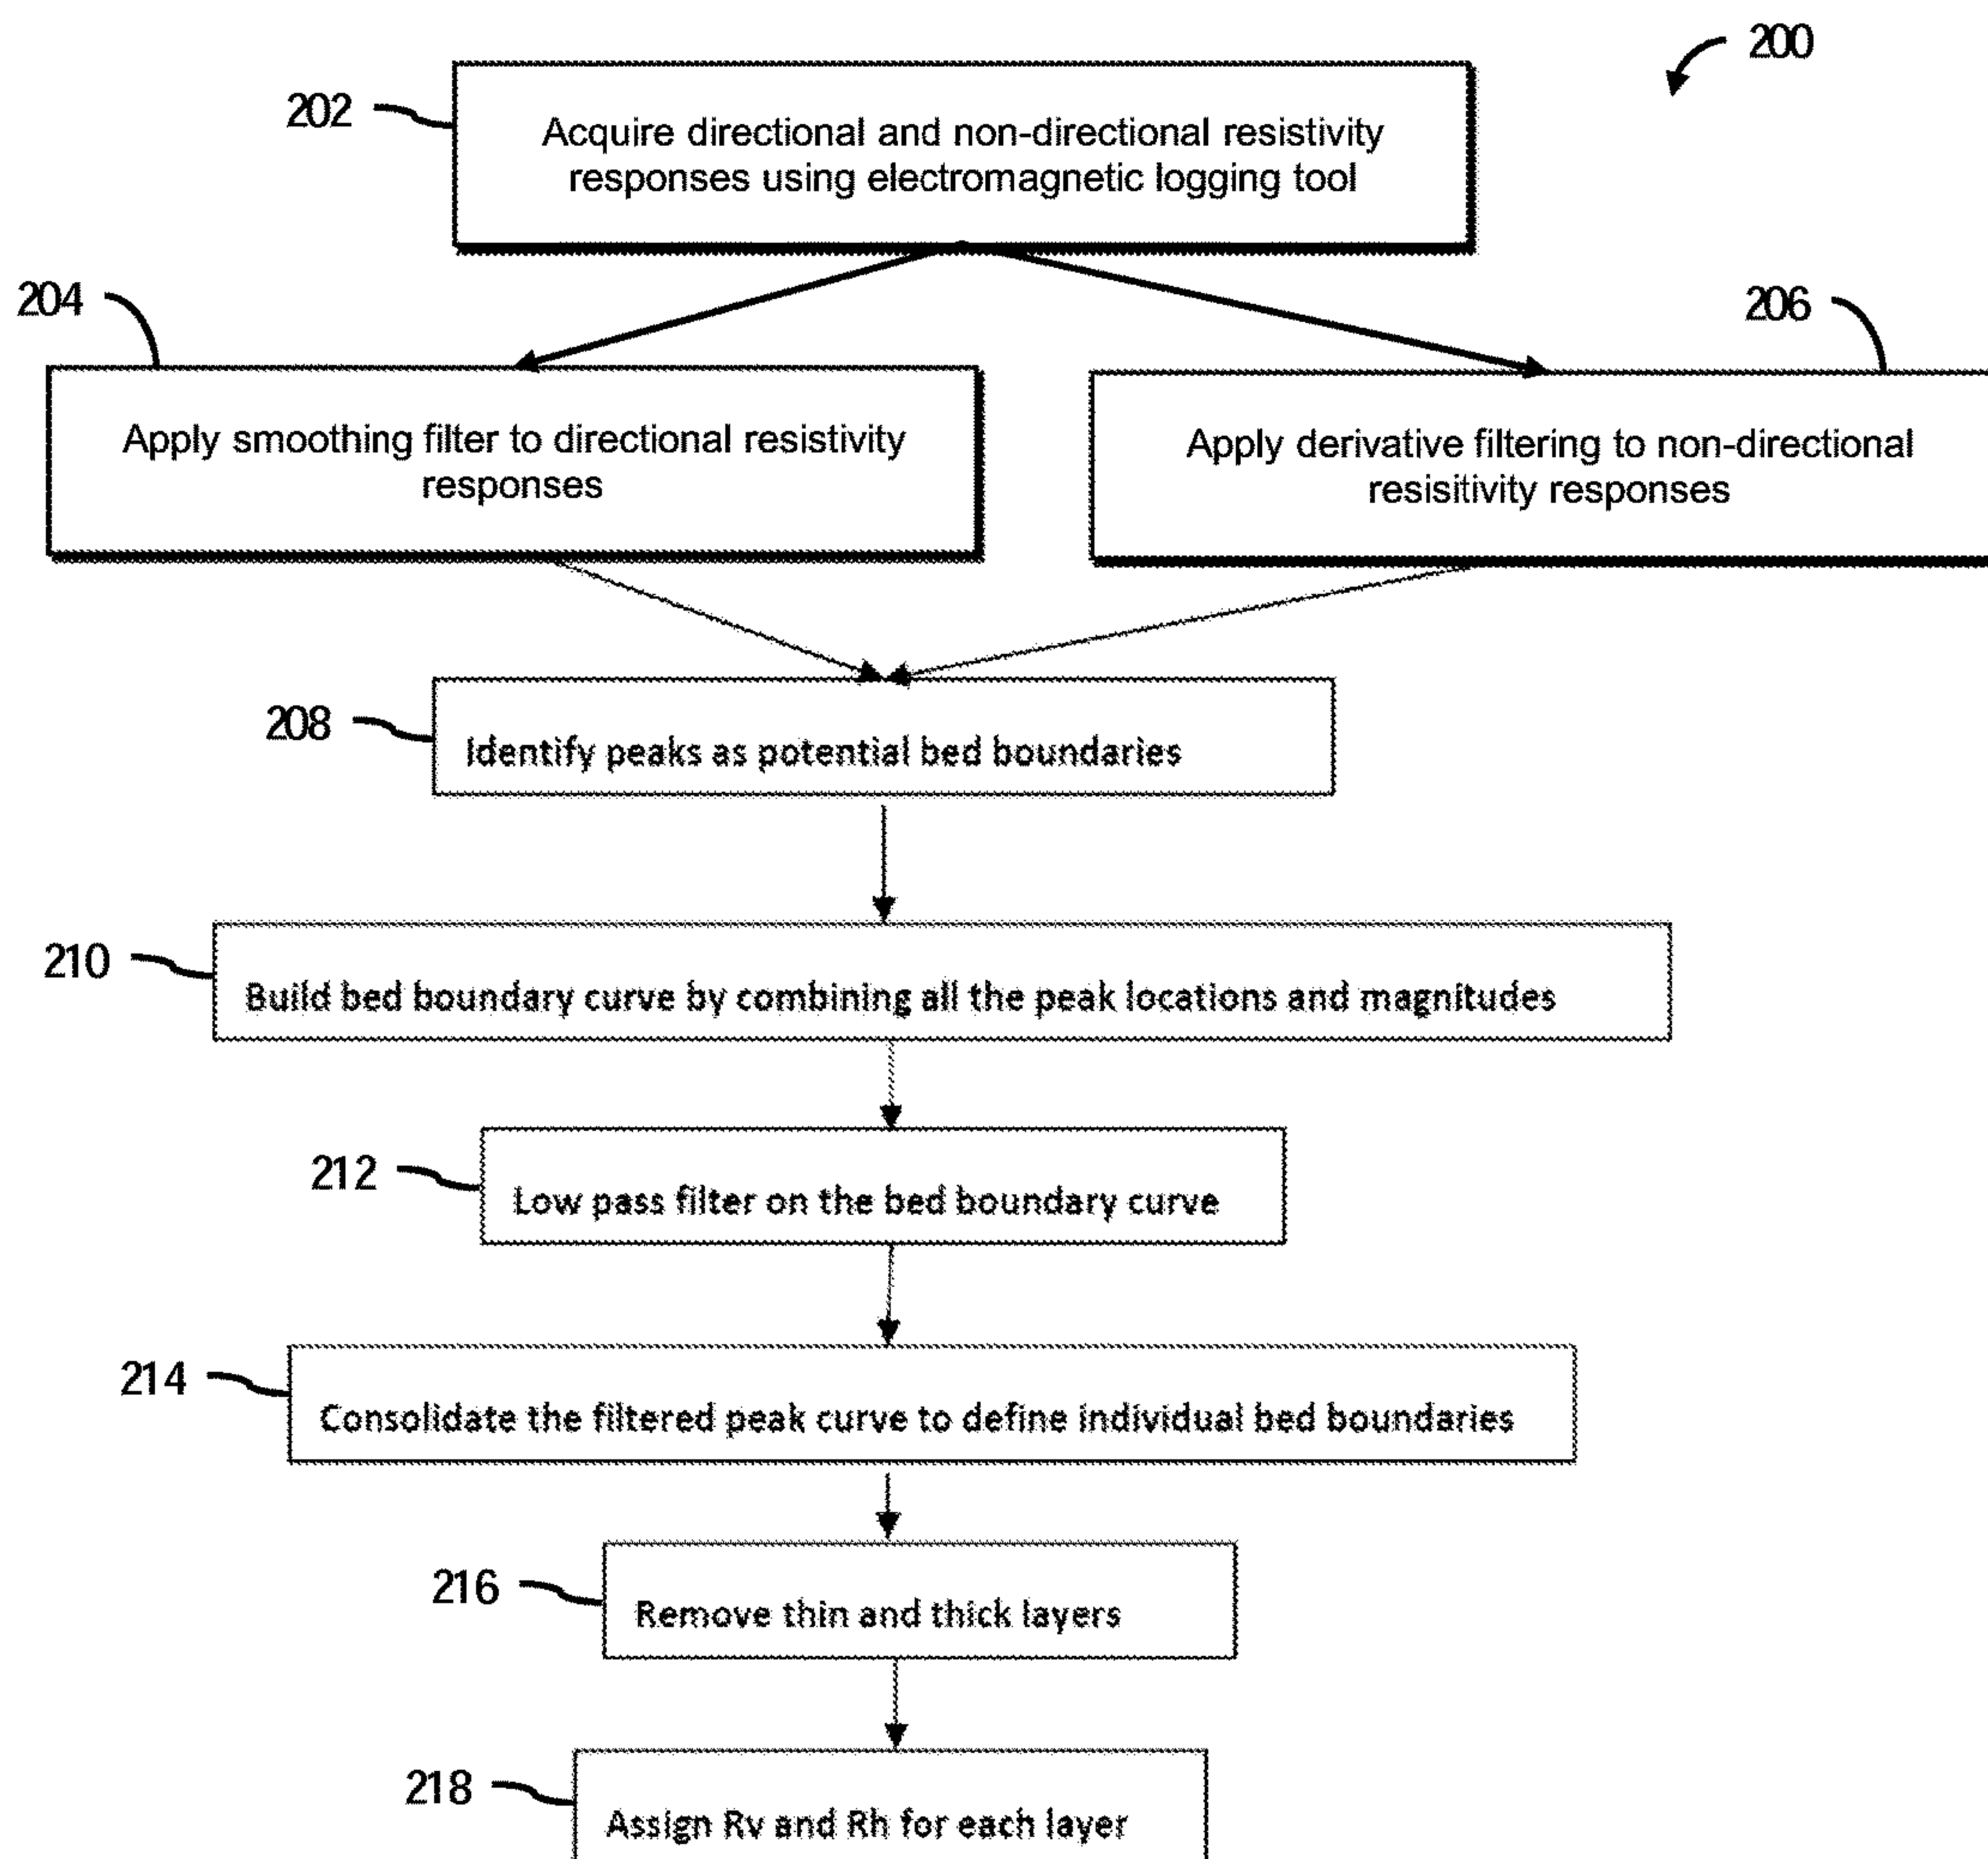 200
202
Acquire directional and non-directional resistivity
responses using electromagnetic logging tool
204
206
Apply smoothing filter to directional resistivity
responses
Apply derivative filtering to non-directional
resisitivity responses
208
Identify peaks as potential bed boundaries
210
Build bed boundary curve by combining all the peak locations and magnitudes
212
Low pass filter on the bed boundary curve
214
Consolidate the filtered peak curve to define individual bed boundaries
216
Remove thin and thick layers
218
Assign Rv and Rh for each layer